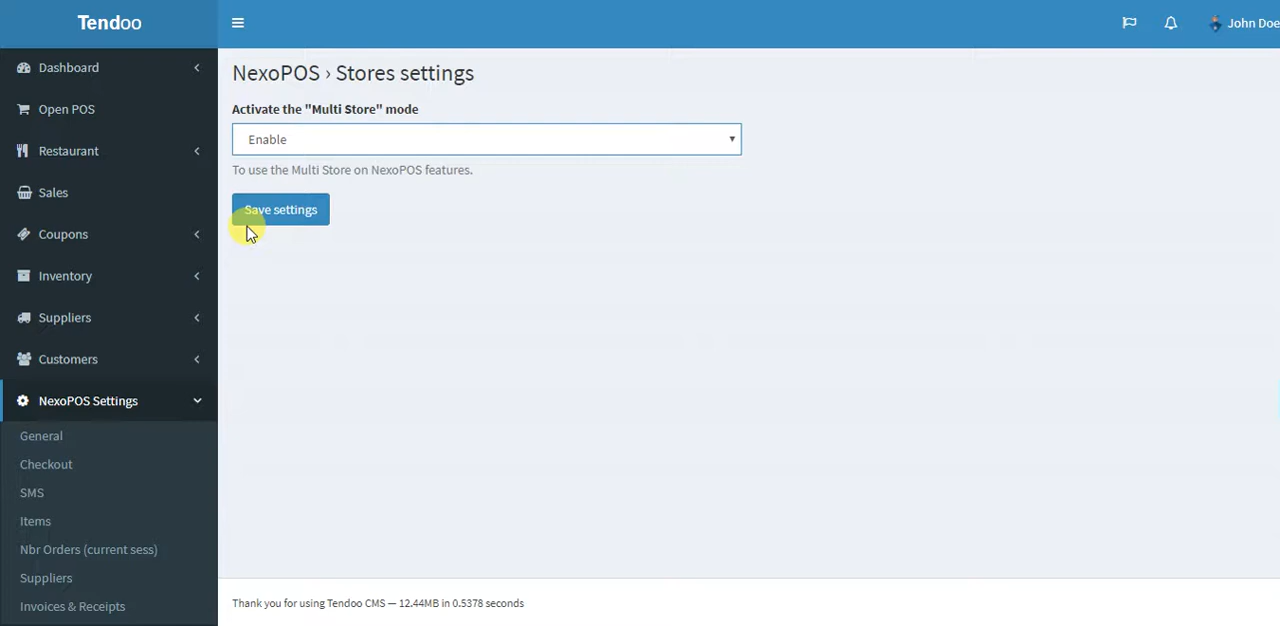 Tendoo
John Doe
Dashboard
Open POS
Restaurant
Sales
Coupons
Inventory
Suppliers
Customers
NexoPOS Settings
General
Checkout
SMS
Items
Nbr Orders (current sess)
Suppliers
Invoices & Receipts
NexoPOS › Stores settings
Activate the "Multi Store" mode
Enable
To use the Multi Store on NexoPOS features.
Save settings
Thank you for using Tendoo CMS — 12.44MB in 0.5378 seconds